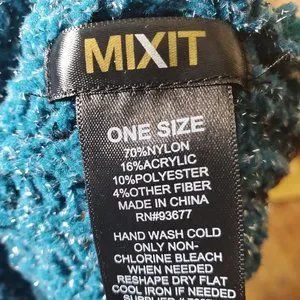 MIXIT
ONE SIZE
70%NYLON
16%ACRYLIC
10%POLYESTER
4%OTHER FIBER
MADE IN CHINA
RN#93677
HAND WASH COLD
ONLY NON-
CHLORINE BLEACH
WHEN NEEDED
RESHAPE DRY FLAT
COOL IRON IF NEEDED